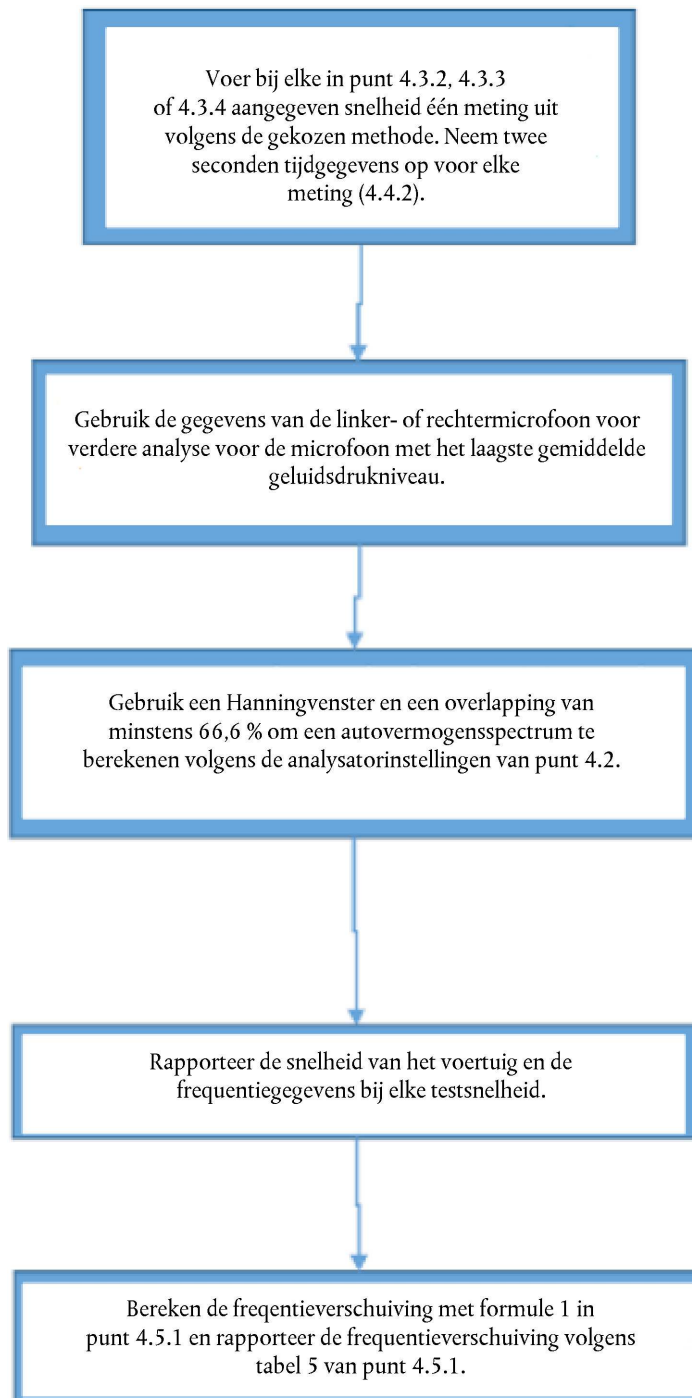 Voer bij elke in punt 4.3.2, 4.3.3
of 4.3.4 aangegeven snelheid één meting uit
volgens de gekozen methode. Neem twee
seconden tijdgegevens op voor elke
meting (4.4.2).
Gebruik de gegevens van de linker- of rechtermicrofoon voor
verdere analyse voor de microfoon met het laagste gemiddelde
geluidsdrukniveau.
Gebruik een Hanningvenster en een overlapping van
minstens 66,6 % om een autovermogensspectrum te
berekenen volgens de analysatorinstellingen van punt 4.2.
Rapporteer de snelheid van het voertuig en de
frequentiegegevens bij elke testsnelheid.
Bereken de freqentieverschuiving met formule 1 in
punt 4.5.1 en rapporteer de frequentieverschuiving volgens
tabel 5 van punt 4.5.1.